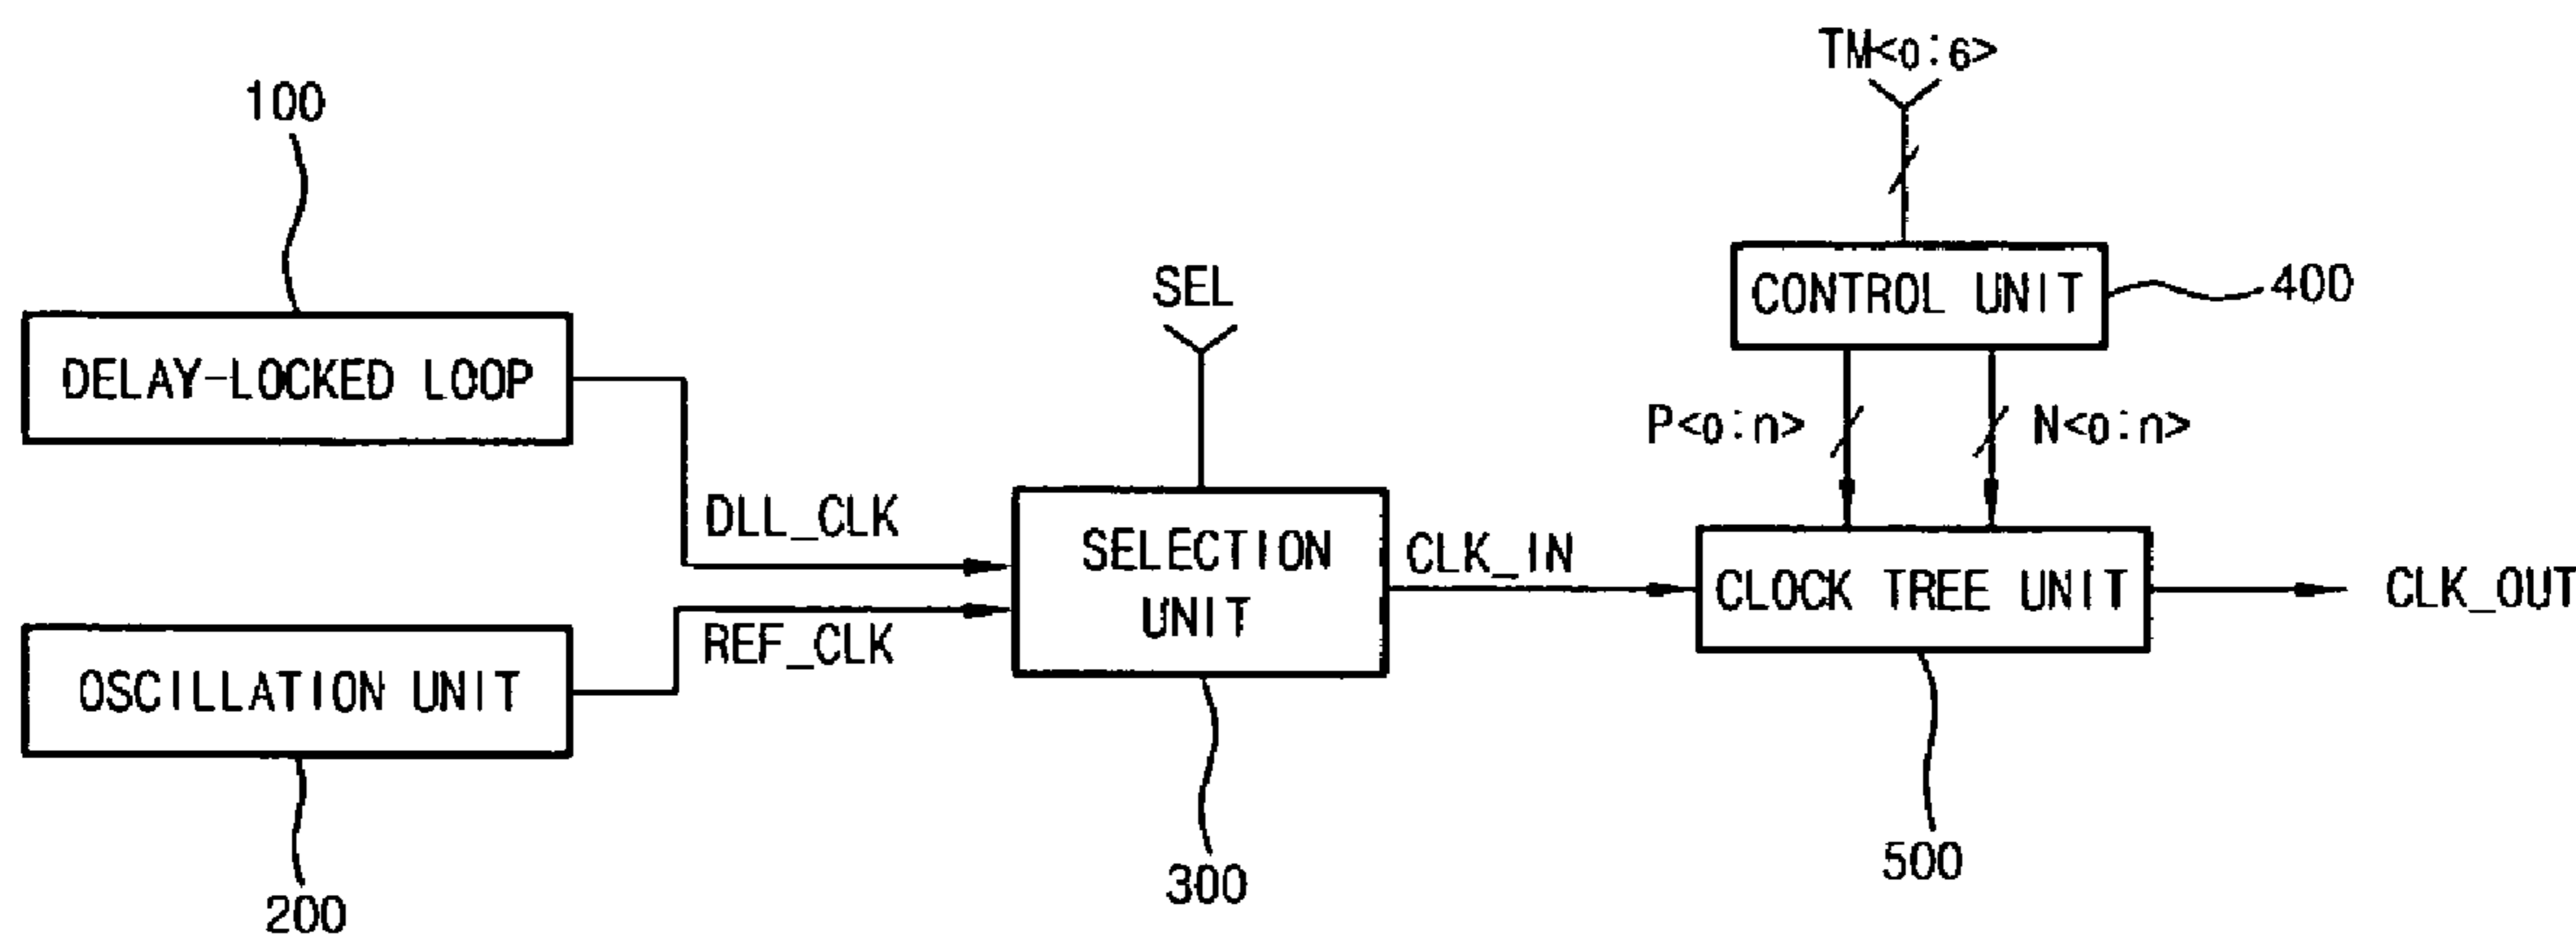 TM<0:6>
100
SEL
CONTROL UNIT
400
DELAY-LOCKED LOOP
P<0:n>
N<0:n>
DLL_CLK
SELECTION
UNIT
CLK_IN
CLOCK TREE UNIT
CLK_OUT
REF_CLK
OSCILLATION UNIT
500
300
200